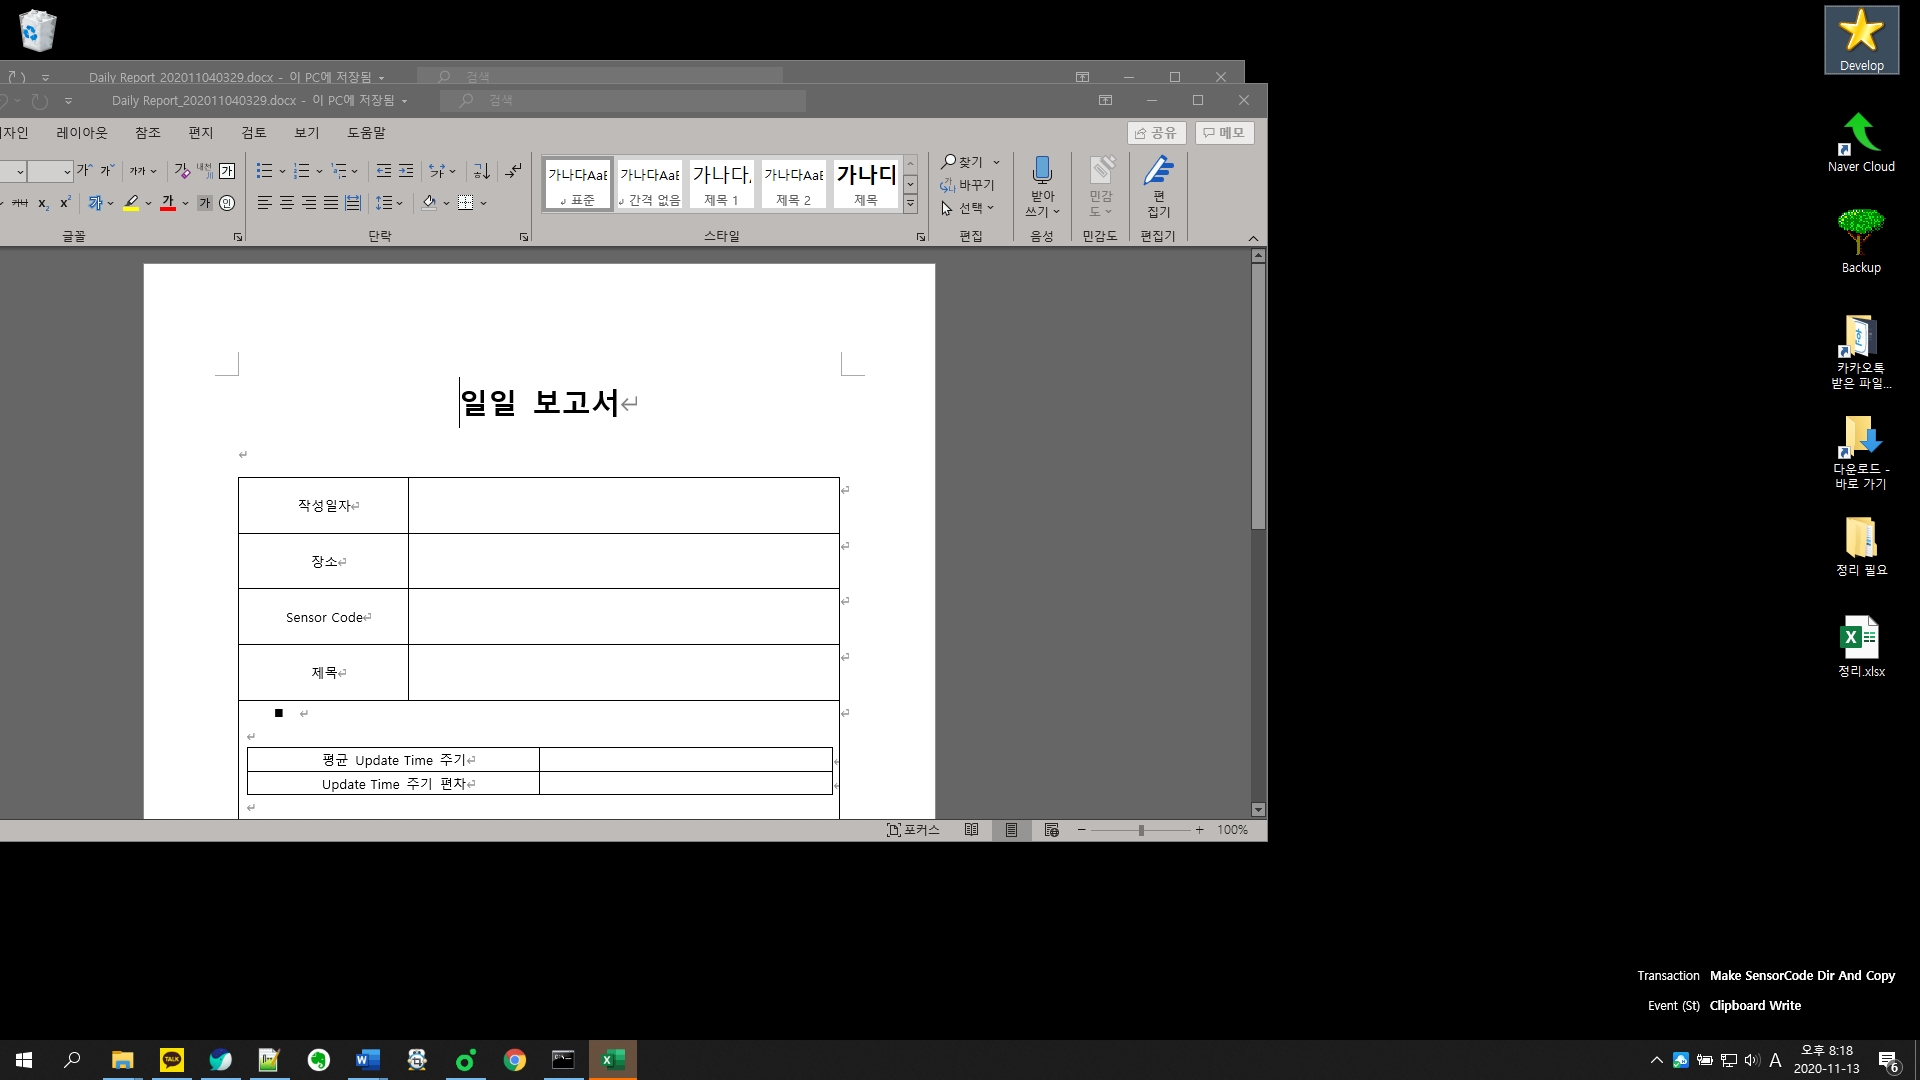 Daily Report 202011040329.docx - 이 PC에 저장됨
검색
Daily Report_202011040329.docx - 이 PC에 저장됨
검색
레이아웃 참조 편지 검토 보기 도움말
공유 메모
가나다AaE 가나다AaE 가나다, 가나다AaE 가나디
표준 간격 없음 제목 1 제목 2 제목
찾기
바꾸기
선택
받아
쓰기
민감
도
편
집기
글꼴 단락 스타일 편집 음성 민감도 편집기
일일 보고서
작성일자
장소
Sensor Code
제목
평균 Update Time 주기
Update Time 주기 편차
포커스
100%
Develop
Naver Cloud
Backup
카카오톡
받은 파일...
다운로드 -
바로 가기
정리 필요
정리.xlsx
Transaction Make SensorCode Dir And Copy
Event (St) Clipboard Write
TALK
A
오후 8:18
2020-11-13
6